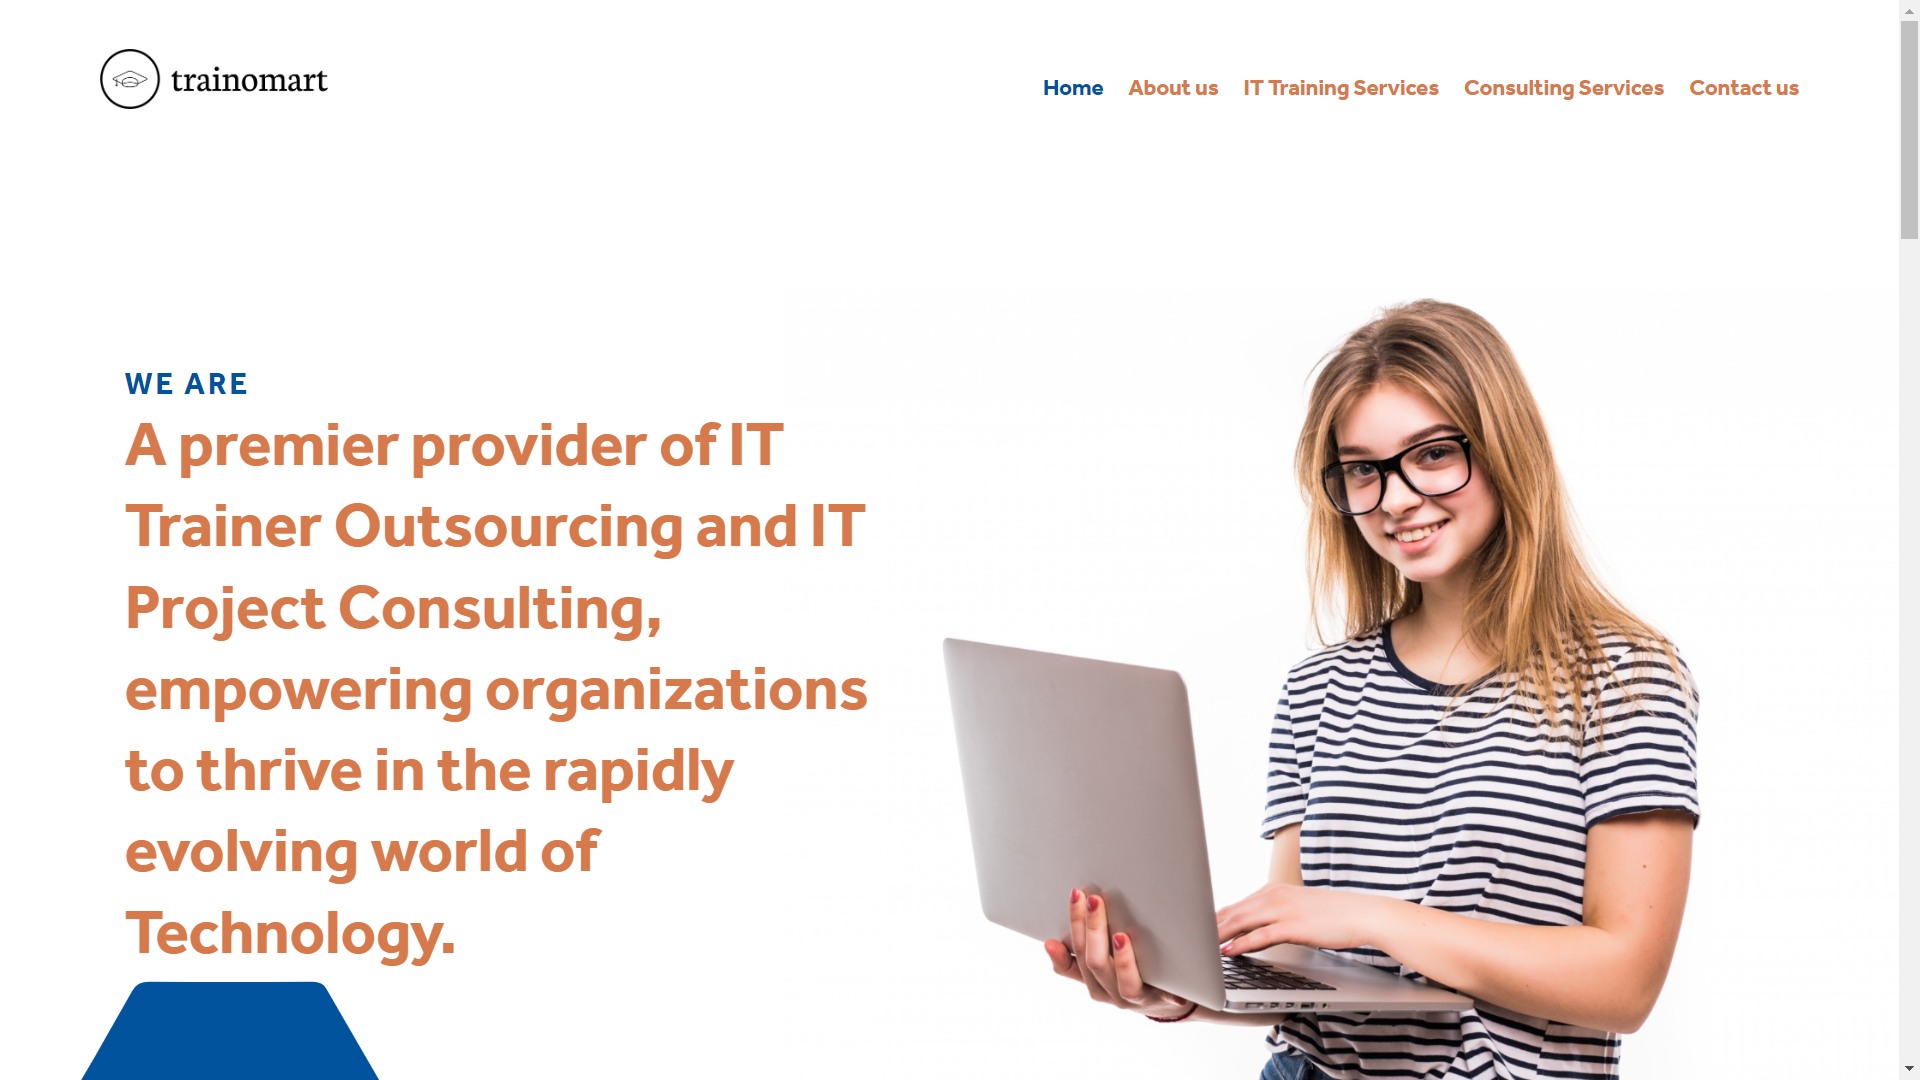 trainomart
Home About us IT Training Services Consulting Services Contact us
WE ARE
A premier provider of IT
Trainer Outsourcing and IT
Project Consulting,
empowering organizations
to thrive in the rapidly
evolving world of
Technology.